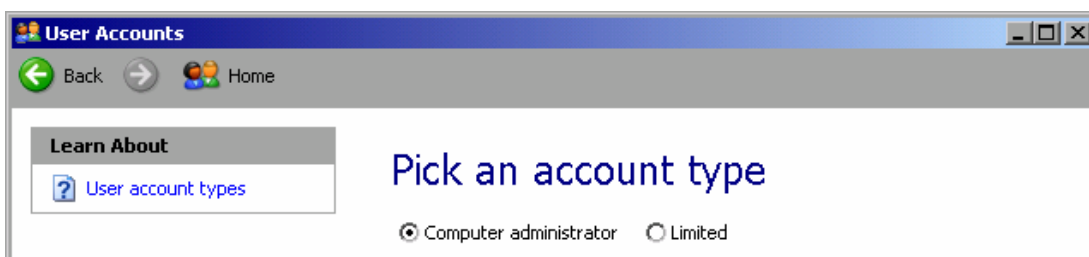 User Accounts
Back Home
Learn About
User account types
Pick an account type
Computer administrator Limited